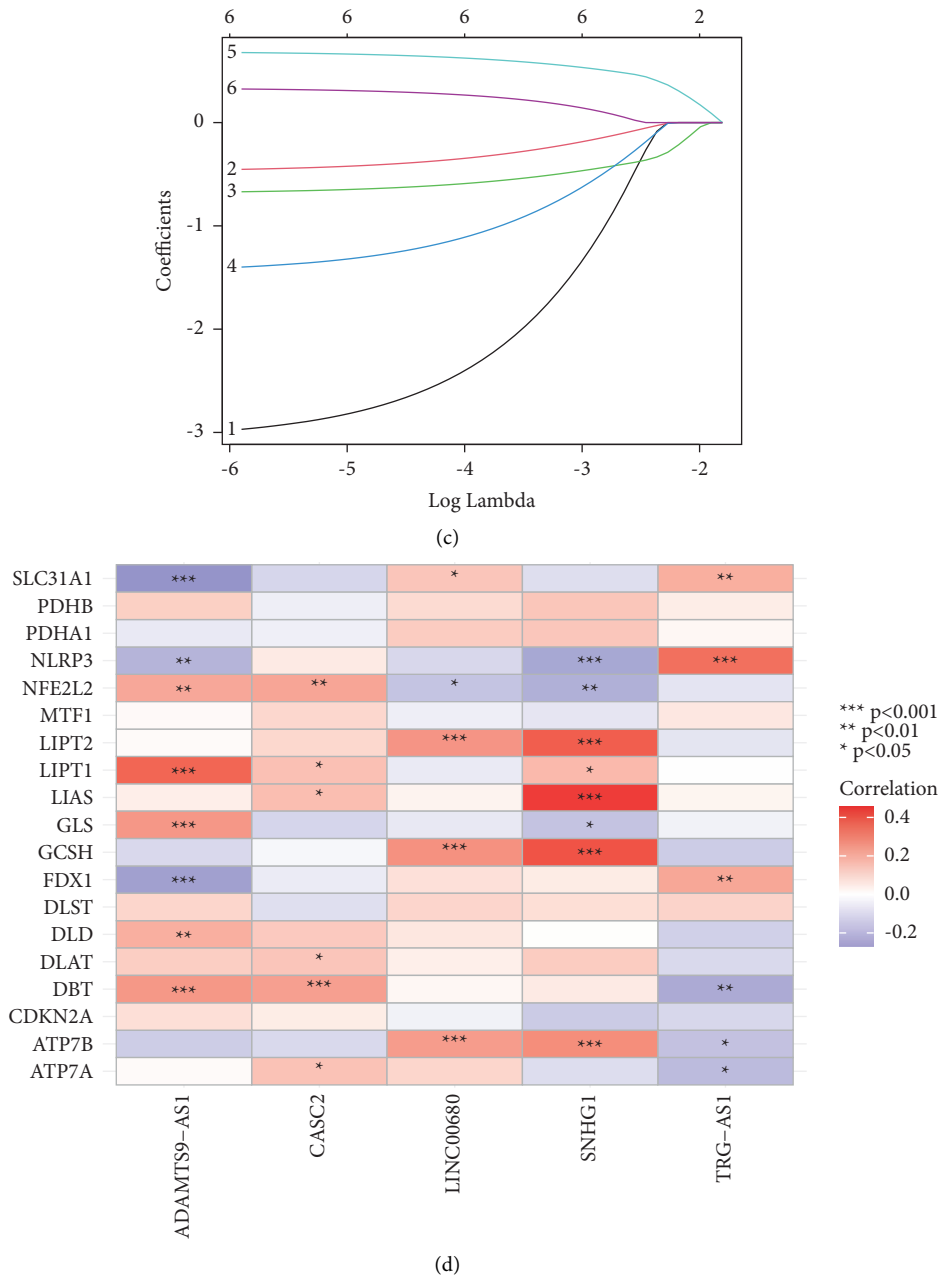 6 6 6 6 2
5
6
0
2
3
-1
4
-2
1
-3
Coefficients
-6 -5 -4 -3 -2
Log Lambda
(c)
SLC31A1 *** * **
PDHB
PDHA1
NLRP3 ** *** ***
NFE2L2 ** ** * **
MTF1
LIPT2 *** ***
LIPT1 *** * *
LIAS * ***
GLS *** *
GCSH *** ***
FDX1 *** **
DLST
DLD **
DLAT *
DBT *** *** **
CDKN2A
ATP7B *** *** *
ATP7A * *
ADAMTS9−AS1
CASC2
LINC00680
SNHG1
TRG−AS1
*** p<0.001
** p<0.01
* p<0.05
Correlation
0.4
0.2
0.0
-0.2
(d)